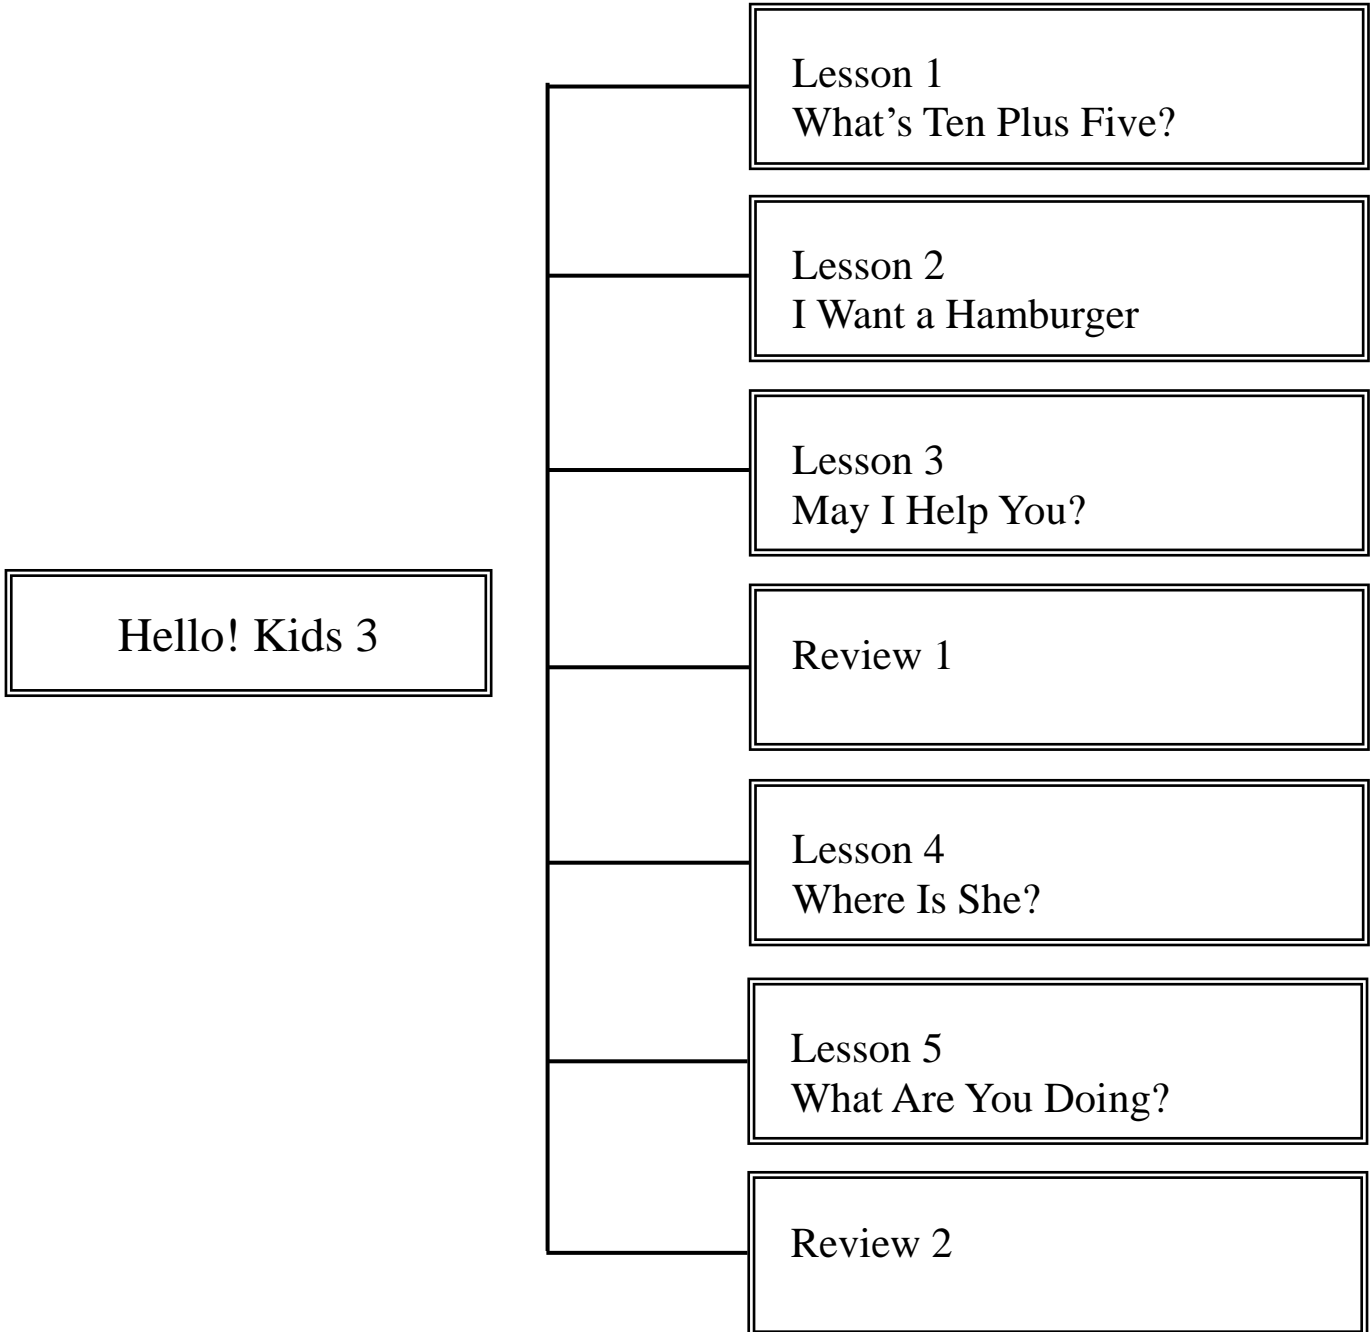 Lesson 1
What’s Ten Plus Five?
Lesson 2
I Want a Hamburger
Lesson 3
May I Help You?
Hello! Kids 3
Review 1
Lesson 4
Where Is She?
Lesson 5
What Are You Doing?
Review 2